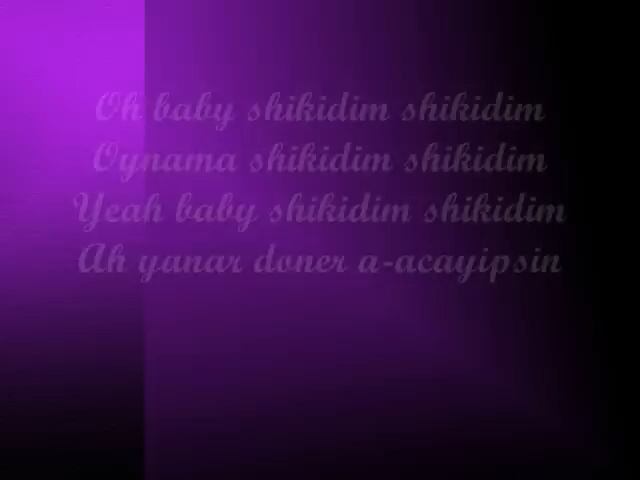 Oh baby shikidim shikidim
Oynama shikidim shikidim
Yeah baby shikidim shikidim
Ah yanar doner a-acayipsin